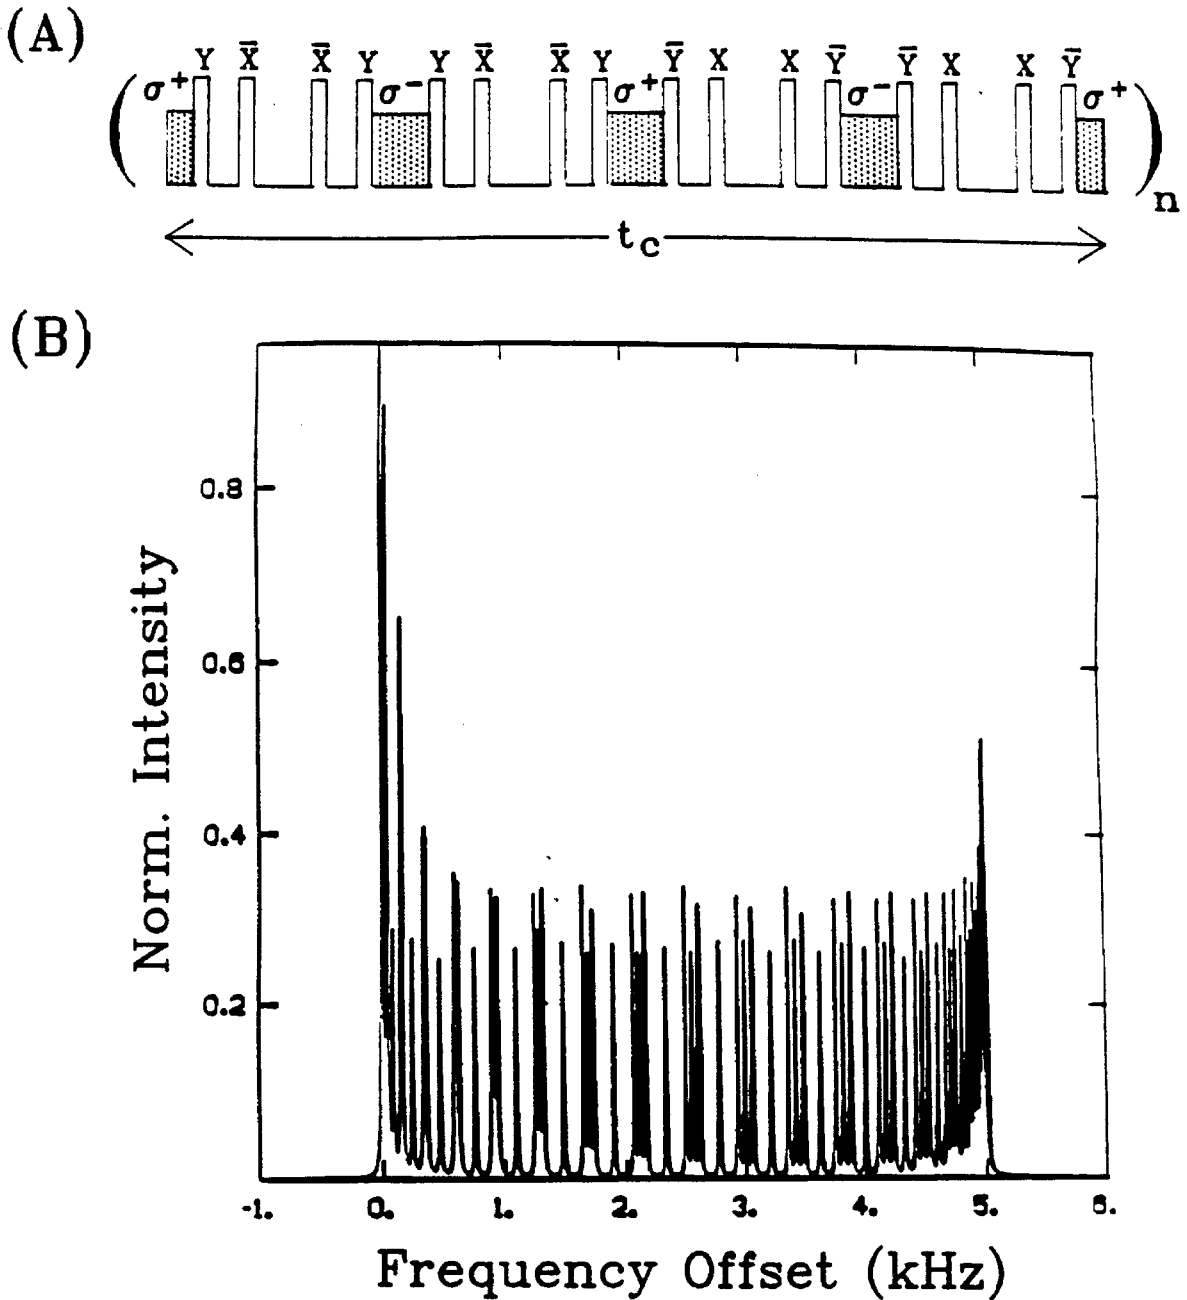 (A)
Y X̄ X̄ Y Y X̄ X̄ Y Ȳ X X Ȳ Ȳ X X Ȳ
( σ⁺ σ⁻ σ⁺ σ⁻ σ⁺ )n
tc
(B)
0.8
0.6
0.4
0.2
Norm. Intensity
-1. 0. 1. 2. 3. 4. 5. 6.
Frequency Offset (kHz)